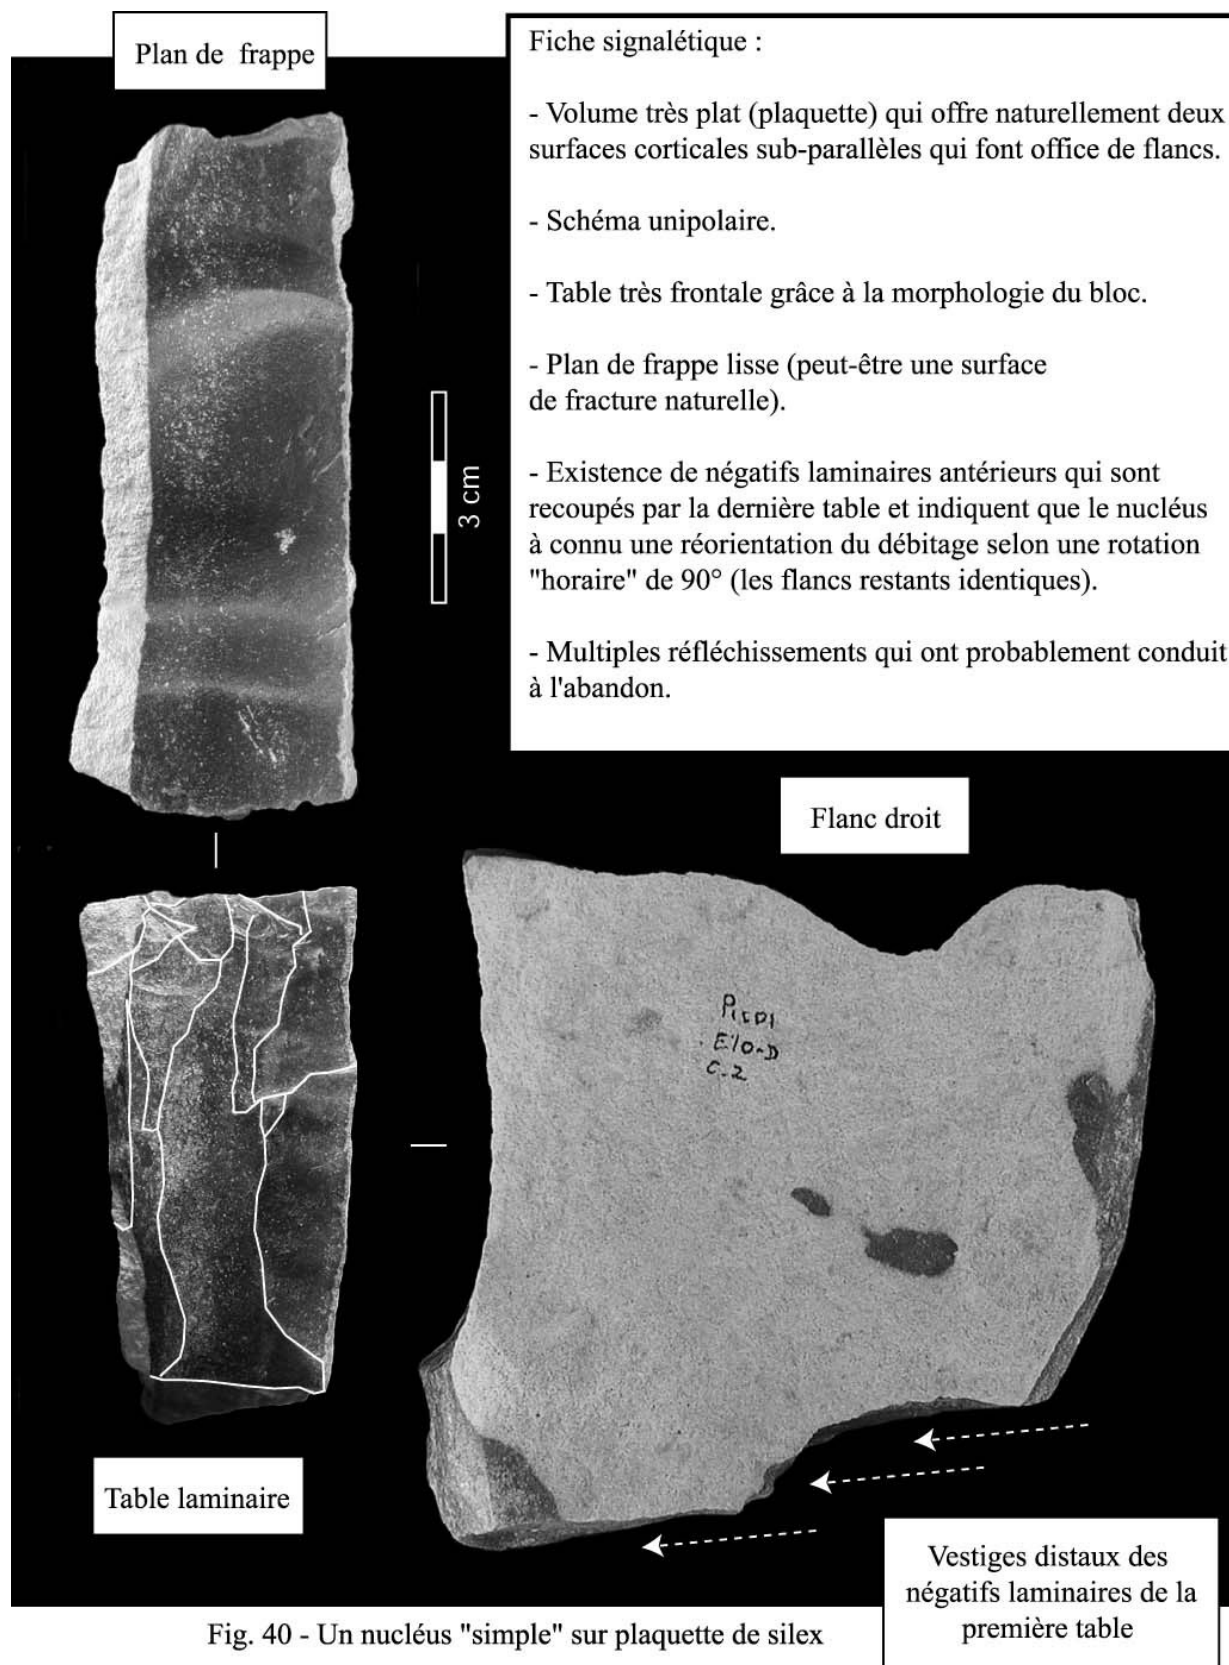 Plan de frappe
Fiche signalétique :
- Volume très plat (plaquette) qui offre naturellement deux
surfaces corticales sub-parallèles qui font office de flancs.
- Schéma unipolaire.
- Table très frontale grâce à la morphologie du bloc.
- Plan de frappe lisse (peut-être une surface
de fracture naturelle).
- Existence de négatifs laminaires antérieurs qui sont
recoupés par la dernière table et indiquent que le nucléus
à connu une réorientation du débitage selon une rotation
"horaire" de 90° (les flancs restants identiques).
- Multiples réfléchissements qui ont probablement conduit
à l'abandon.
3 cm
Flanc droit
E10-D
C-2
Table laminaire
Vestiges distaux des
négatifs laminaires de la
première table
Fig. 40 - Un nucléus "simple" sur plaquette de silex